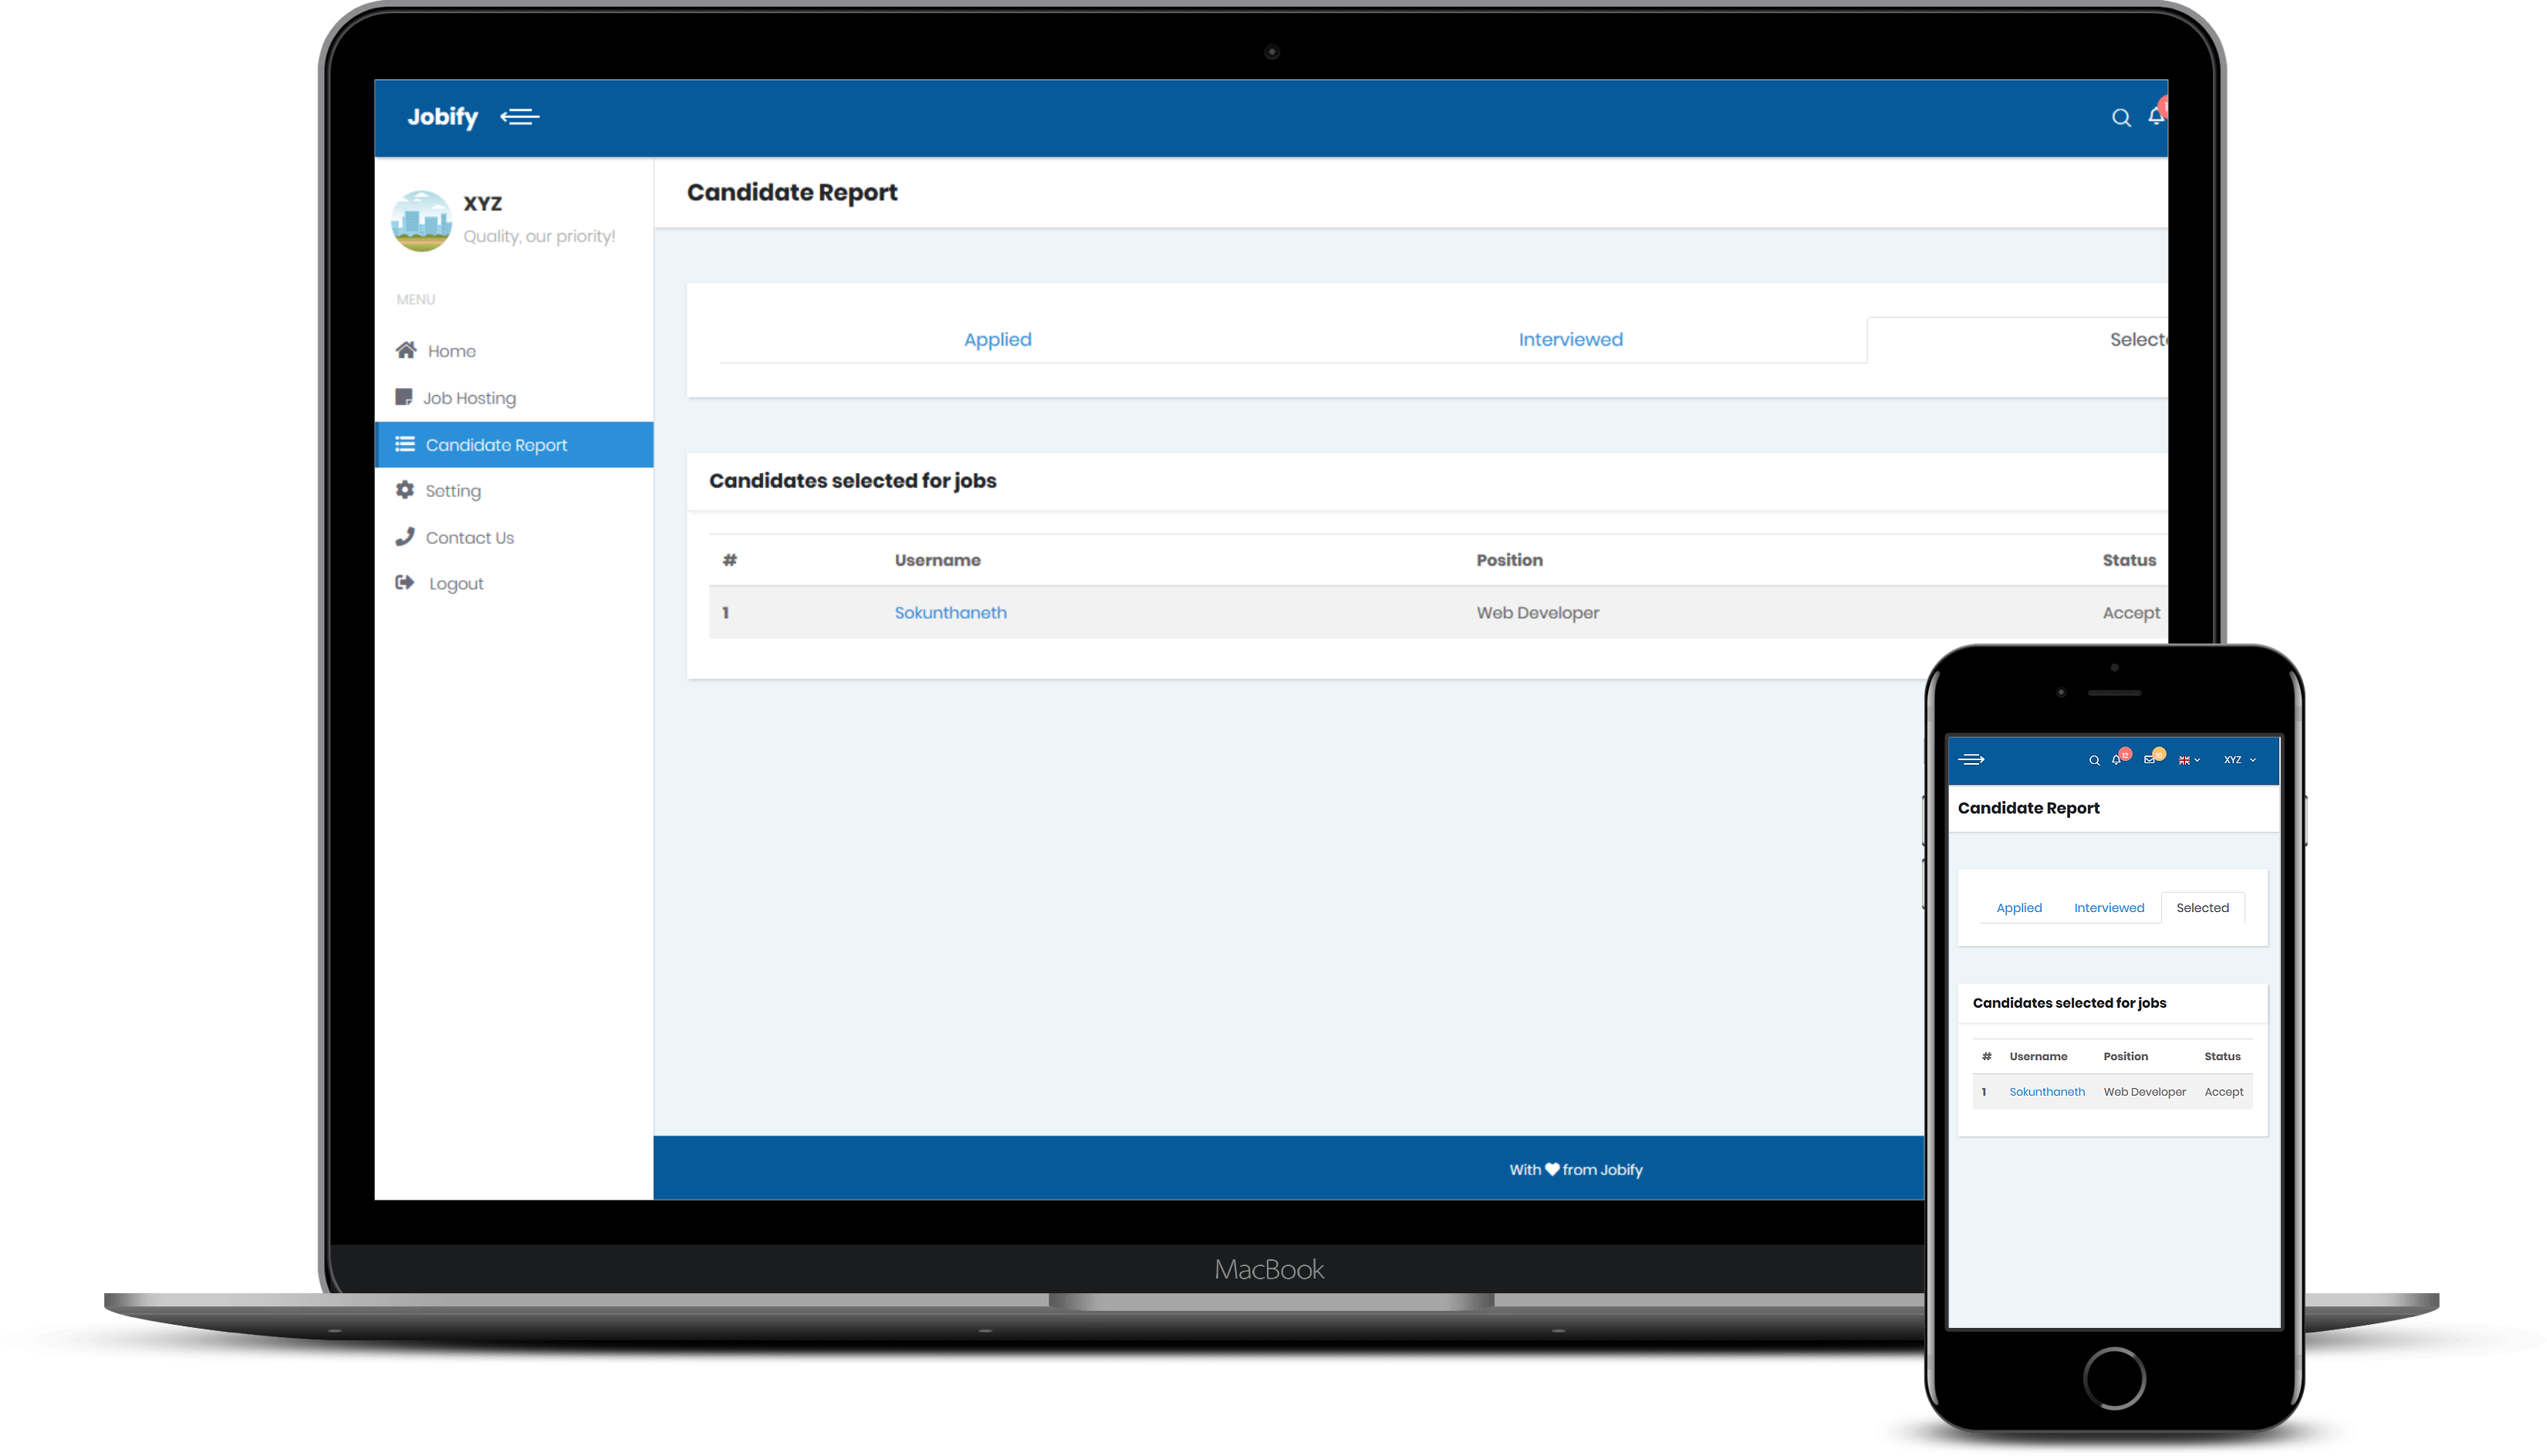 Jobify
XYZ
Quality, our priority!
MENU
Home
Job Hosting
Candidate Report
Setting
Contact Us
Logout
Candidate Report
Applied Interviewed
Candidates selected for jobs
# Username Position Status
1 Sokunthaneth Web Developer Accept
With ♥ from Jobify
MacBook
12 XYZ
Candidate Report
Applied Interviewed Selected
Candidates selected for jobs
# Username Position Status
1 Sokunthaneth Web Developer Accept